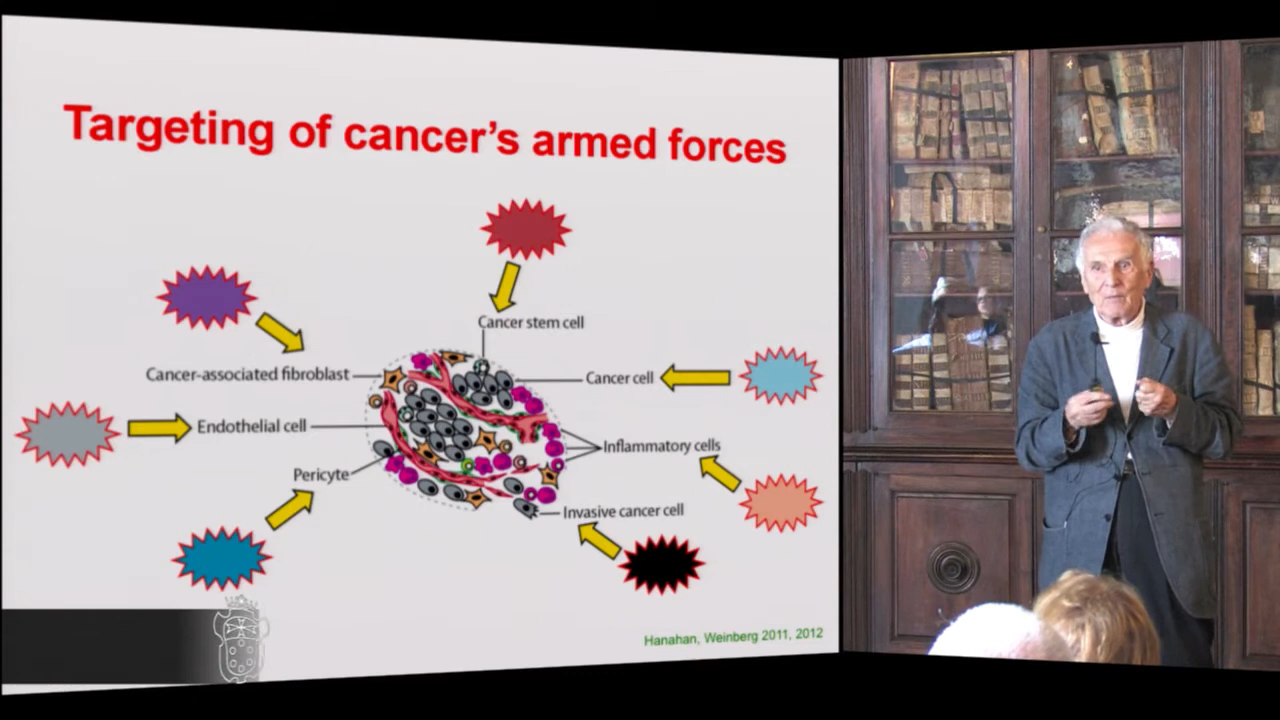 Targeting of cancer's armed forces
Cancer stem cell
Cancer-associated fibroblast
Cancer cell
Endothelial cell
Inflammatory cells
Pericyte
Invasive cancer cell
Hanahan, Weinberg 2011, 2012